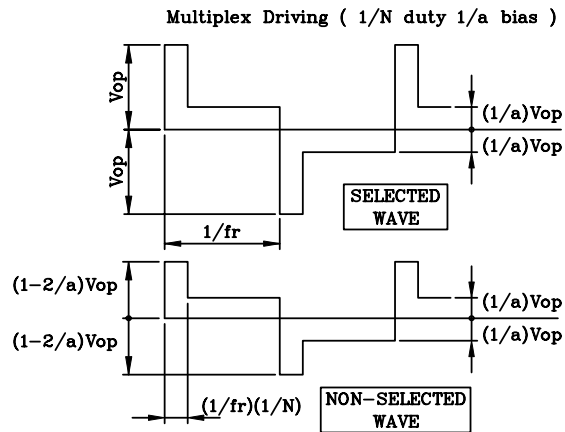 Multiplex Driving ( 1/N duty 1/a bias )
Vop
Vop
(1/a)Vop
(1/a)Vop
SELECTED
WAVE
1/fr
(1-2/a)Vop
(1-2/a)Vop
(1/a)Vop
(1/a)Vop
(1/fr)(1/N)
NON-SELECTED
WAVE